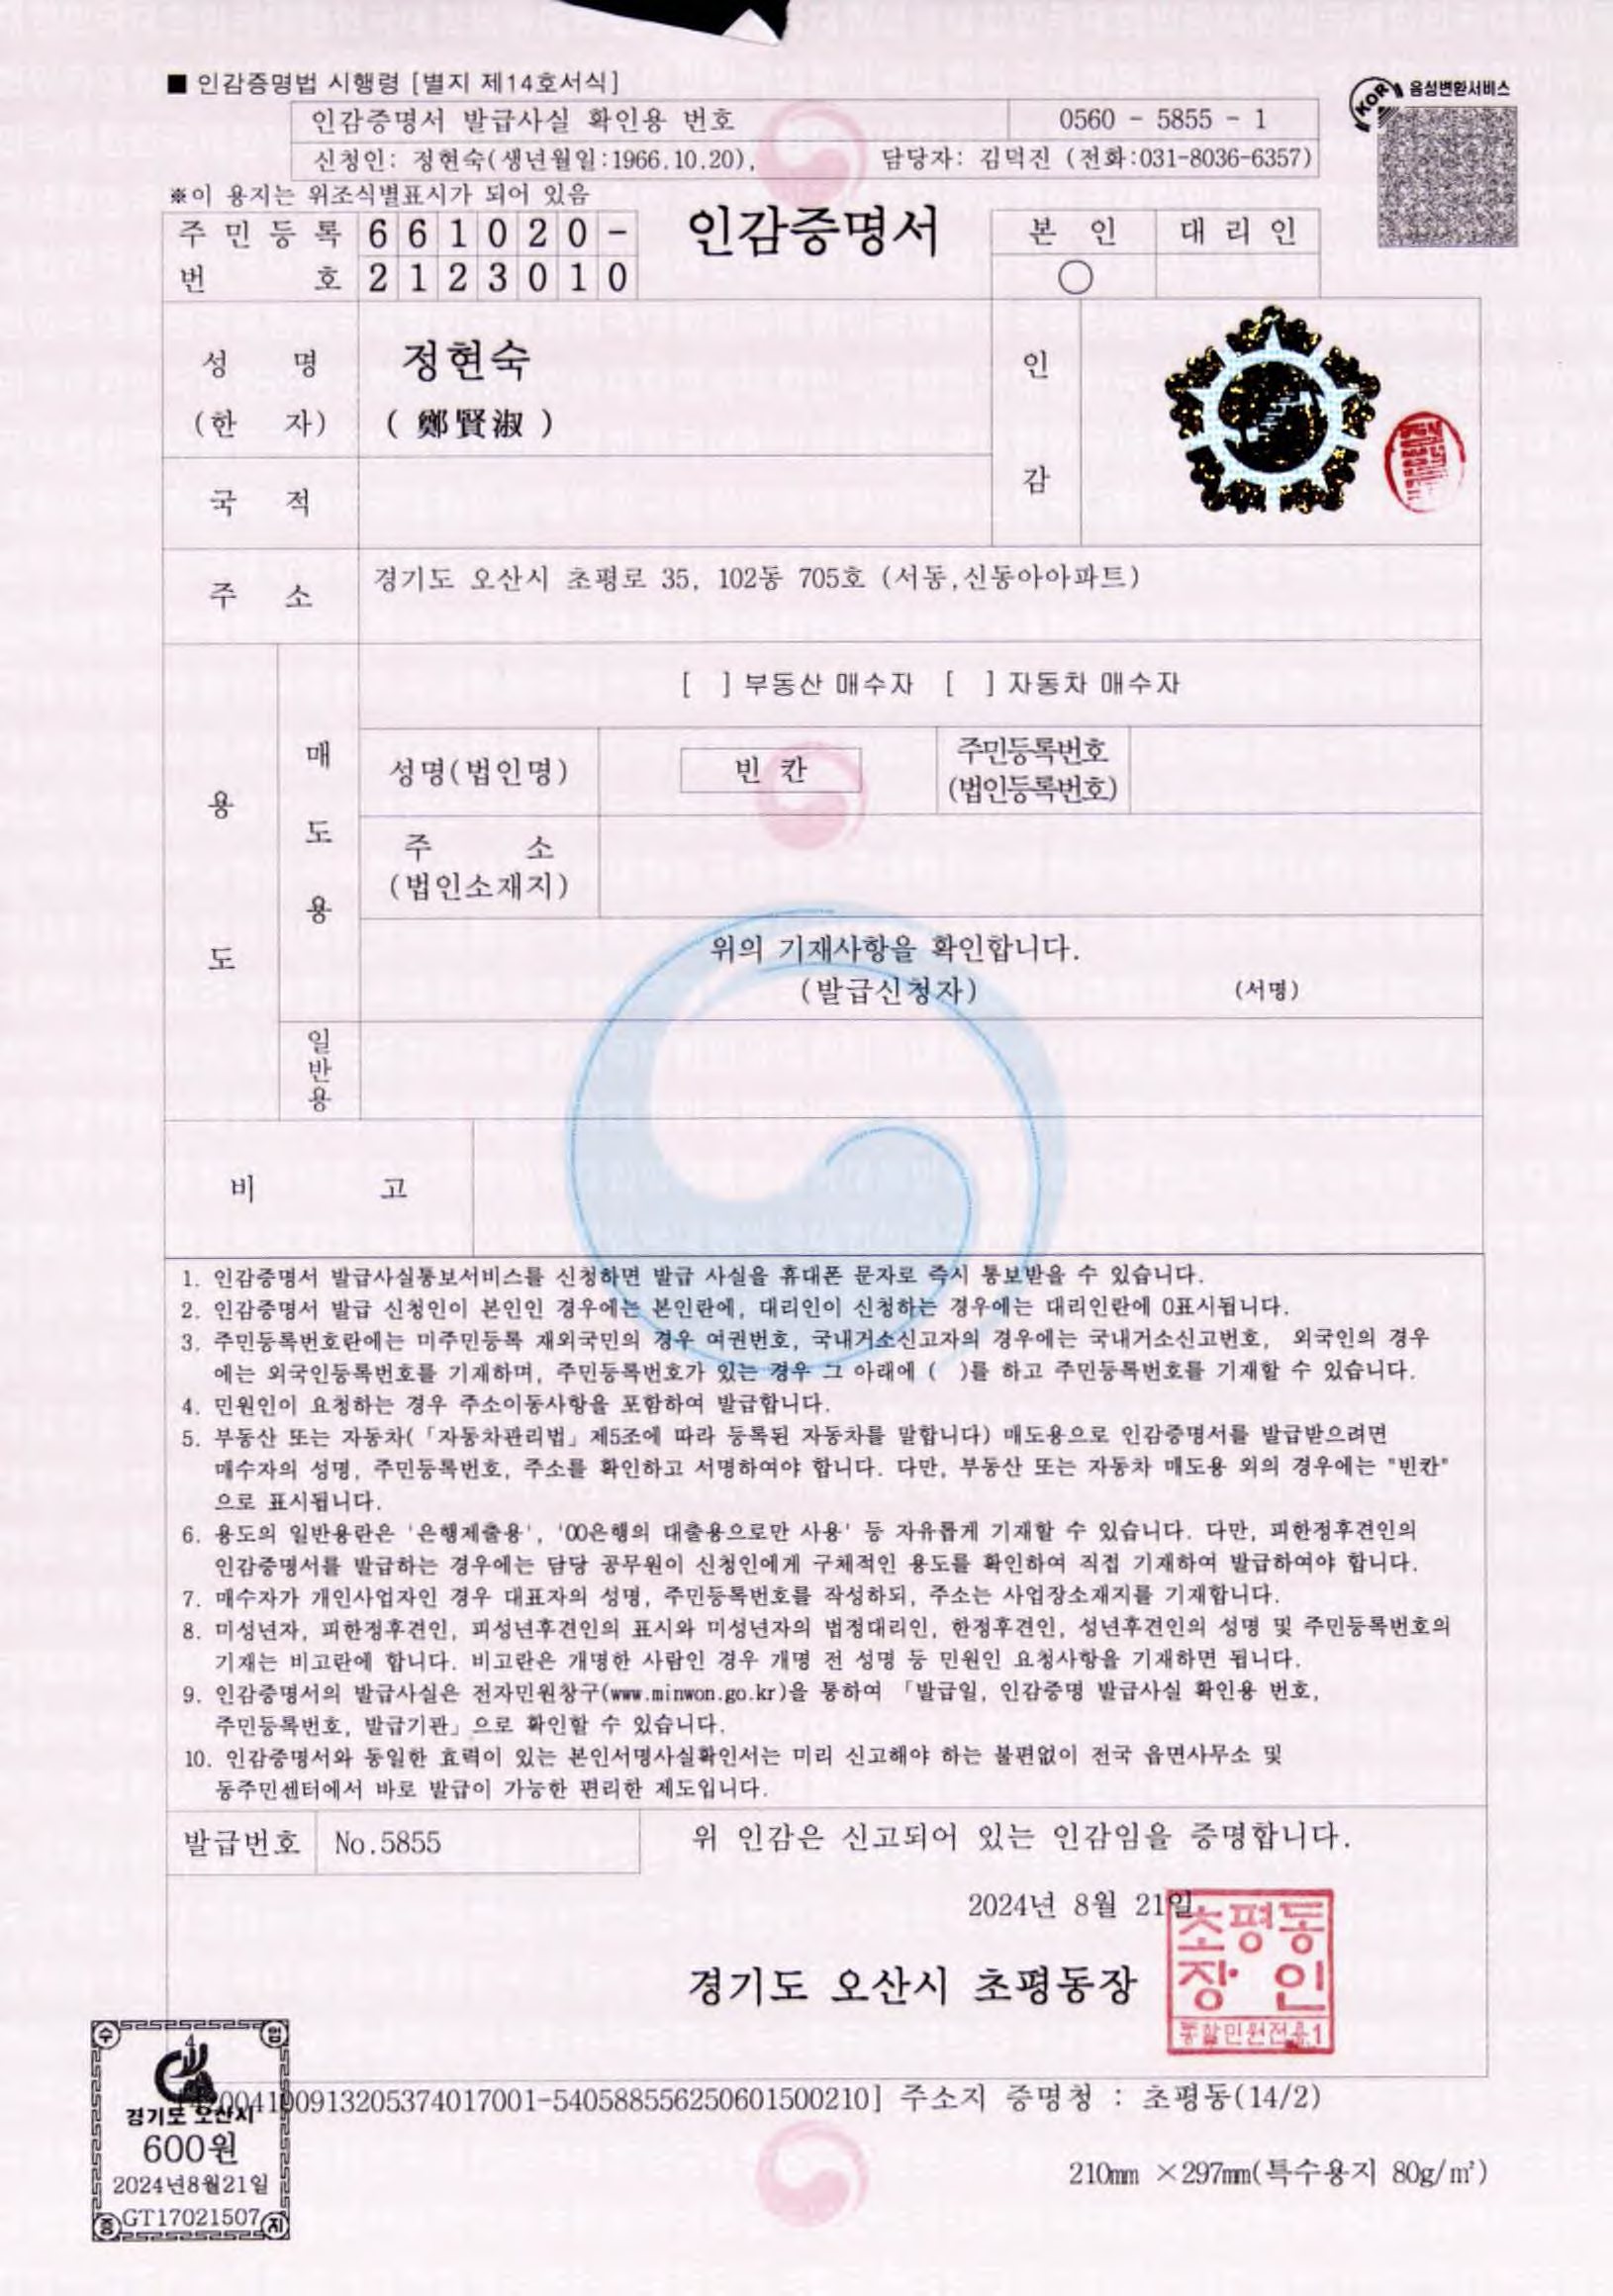 ■ 인감증명법 시행령 [별지 제14호서식]
음성변환서비스
KOR
인감증명서 발급사실 확인용 번호 0560 - 5855 - 1
신청인: 정현숙(생년월일:1966.10.20), 담당자: 김덕진 (전화:031-8036-6357)
※이 용지는 위조식별표시가 되어 있음
주민등록 661020-
번 호 2123010
인감증명서
본 인 대 리 인
○
성 명 정현숙
(한 자) ( 鄭賢淑 )
인 감
국 적
주 소 경기도 오산시 초평로 35, 102동 705호 (서동,신동아아파트)
용 도
매 도 용
[ ] 부동산 매수자 [ ] 자동차 매수자
성명(법인명) 빈 칸 주민등록번호
(법인등록번호)
주 소
(법인소재지)
위의 기재사항을 확인합니다.
(발급신청자) (서명)
일반용
비 고
1. 인감증명서 발급사실통보서비스를 신청하면 발급 사실을 휴대폰 문자로 즉시 통보받을 수 있습니다.
2. 인감증명서 발급 신청인이 본인인 경우에는 본인란에, 대리인이 신청하는 경우에는 대리인란에 0표시됩니다.
3. 주민등록번호란에는 미주민등록 재외국민의 경우 여권번호, 국내거소신고자의 경우에는 국내거소신고번호, 외국인의 경우
에는 외국인등록번호를 기재하며, 주민등록번호가 있는 경우 그 아래에 ( )를 하고 주민등록번호를 기재할 수 있습니다.
4. 민원인이 요청하는 경우 주소이동사항을 포함하여 발급합니다.
5. 부동산 또는 자동차(「자동차관리법」제5조에 따라 등록된 자동차를 말합니다) 매도용으로 인감증명서를 발급받으려면
매수자의 성명, 주민등록번호, 주소를 확인하고 서명하여야 합니다. 다만, 부동산 또는 자동차 매도용 외의 경우에는 "빈칸"
으로 표시됩니다.
6. 용도의 일반용란은 '은행제출용', '00은행의 대출용으로만 사용' 등 자유롭게 기재할 수 있습니다. 다만, 피한정후견인의
인감증명서를 발급하는 경우에는 담당 공무원이 신청인에게 구체적인 용도를 확인하여 직접 기재하여 발급하여야 합니다.
7. 매수자가 개인사업자인 경우 대표자의 성명, 주민등록번호를 작성하되, 주소는 사업장소재지를 기재합니다.
8. 미성년자, 피한정후견인, 피성년후견인의 표시와 미성년자의 법정대리인, 한정후견인, 성년후견인의 성명 및 주민등록번호의
기재는 비고란에 합니다. 비고란은 개명한 사람인 경우 개명 전 성명 등 민원인 요청사항을 기재하면 됩니다.
9. 인감증명서의 발급사실은 전자민원창구(www.minwon.go.kr)을 통하여 「발급일, 인감증명 발급사실 확인용 번호,
주민등록번호, 발급기관」으로 확인할 수 있습니다.
10. 인감증명서와 동일한 효력이 있는 본인서명사실확인서는 미리 신고해야 하는 불편없이 전국 읍면사무소 및
동주민센터에서 바로 발급이 가능한 편리한 제도입니다.
발급번호 No.5855 위 인감은 신고되어 있는 인감임을 증명합니다.
2024년 8월 21일
경기도 오산시 초평동장
초평동
장 인
통합민원전용1
수 입
증 지
경기도 오산시
600원
2024년8월21일
GT17021507
00410091320537401​7001-5405885562506015​00210] 주소지 증명청 : 초평동(14/2)
210mm ×297mm(특수용지 80g/㎡)